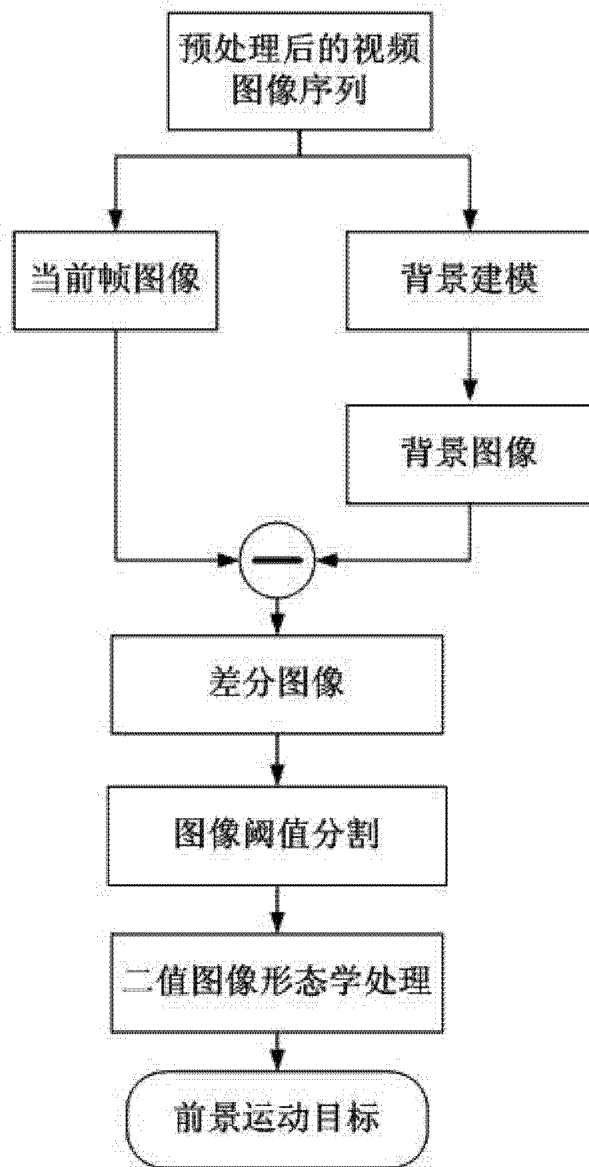 预处理后的视频
图像序列
当前帧图像
背景建模
背景图像
差分图像
图像阈值分割
二值图像形态学处理
前景运动目标